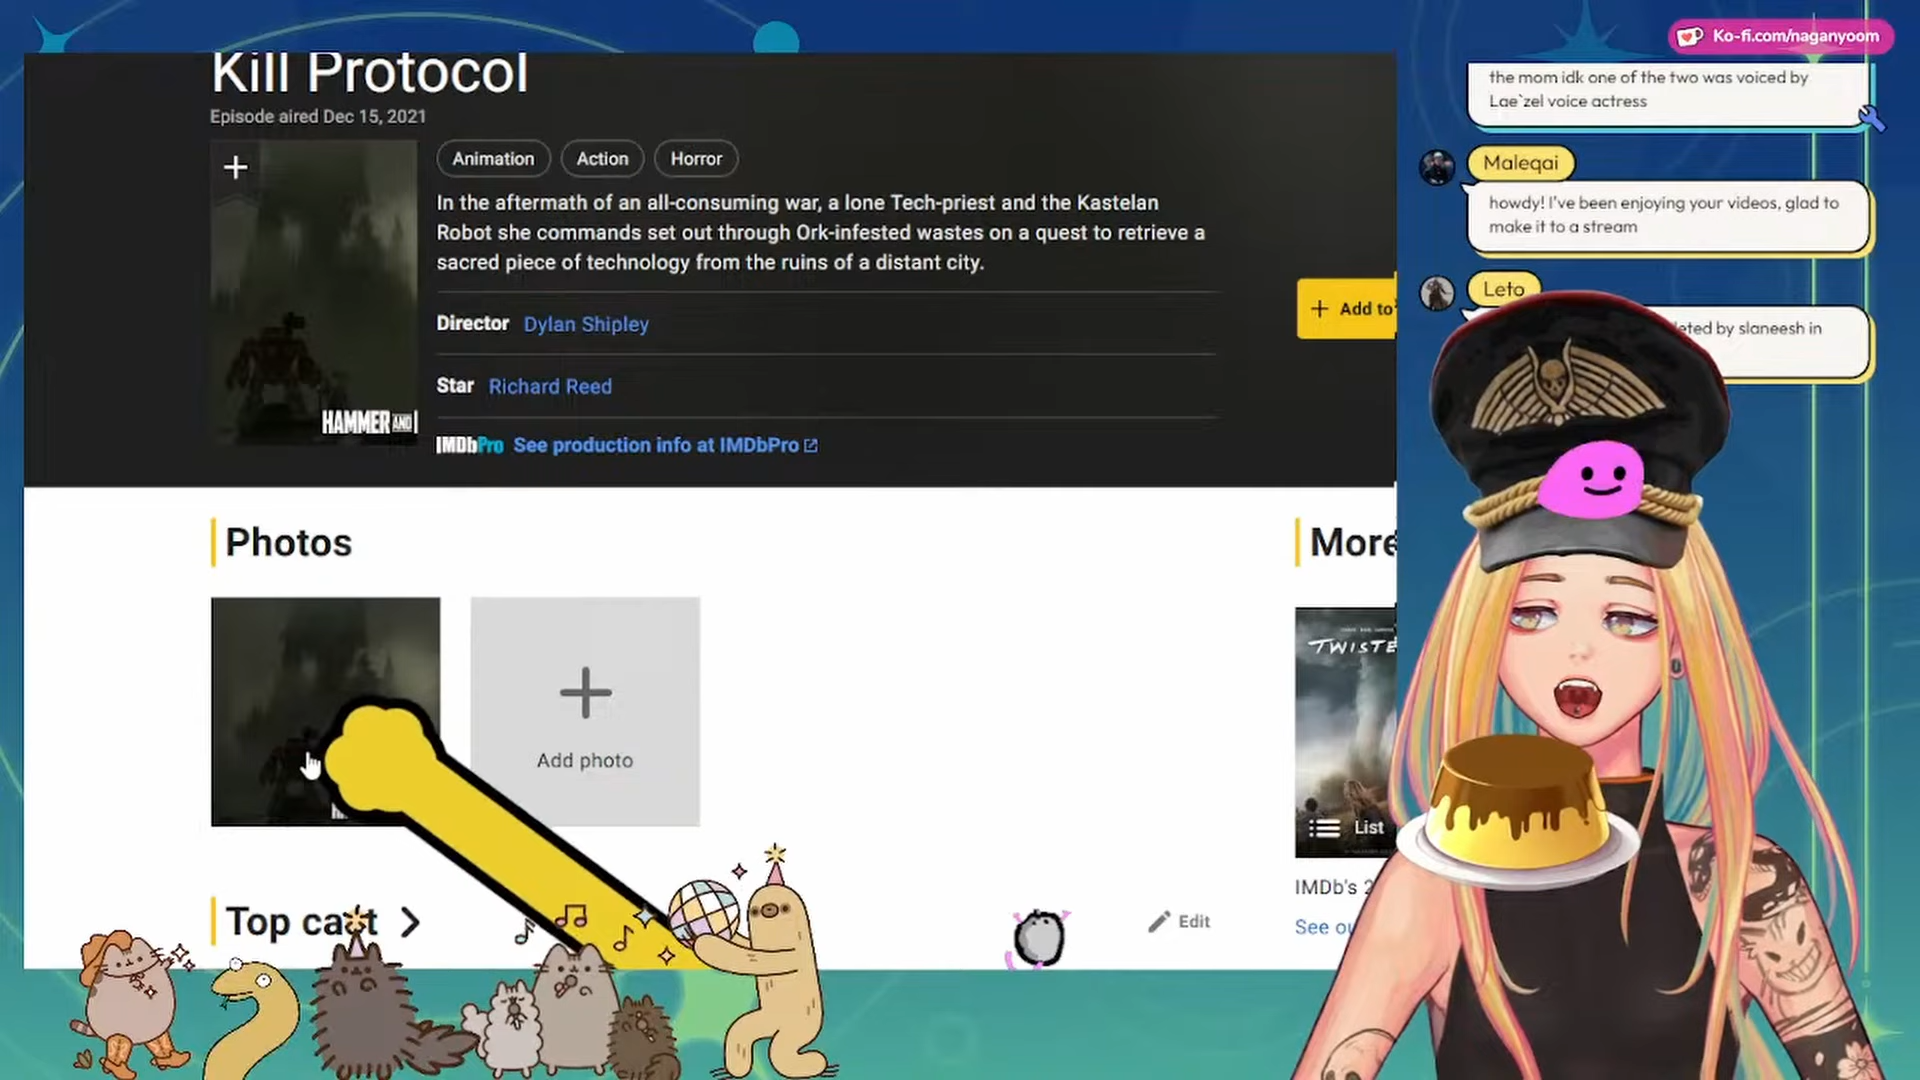 Ko-fi.com/naganyoom
Kill Protocol
Episode aired Dec 15, 2021
Animation
Action
Horror
In the aftermath of an all-consuming war, a lone Tech-priest and the Kastelan
Robot she commands set out through Ork-infested wastes on a quest to retrieve a
sacred piece of technology from the ruins of a distant city.
+ Add to
Director Dylan Shipley
Star Richard Reed
HAMMER AND
IMDbPro See production info at IMDbPro
Photos
More
Add photo
TWISTE
List
IMDb's 2
See ou
Top cast
Edit
the mom idk one of the two was voiced by
Lae`zel voice actress
Maleqai
howdy! I've been enjoying your videos, glad to
make it to a stream
Leto
by slaneesh in